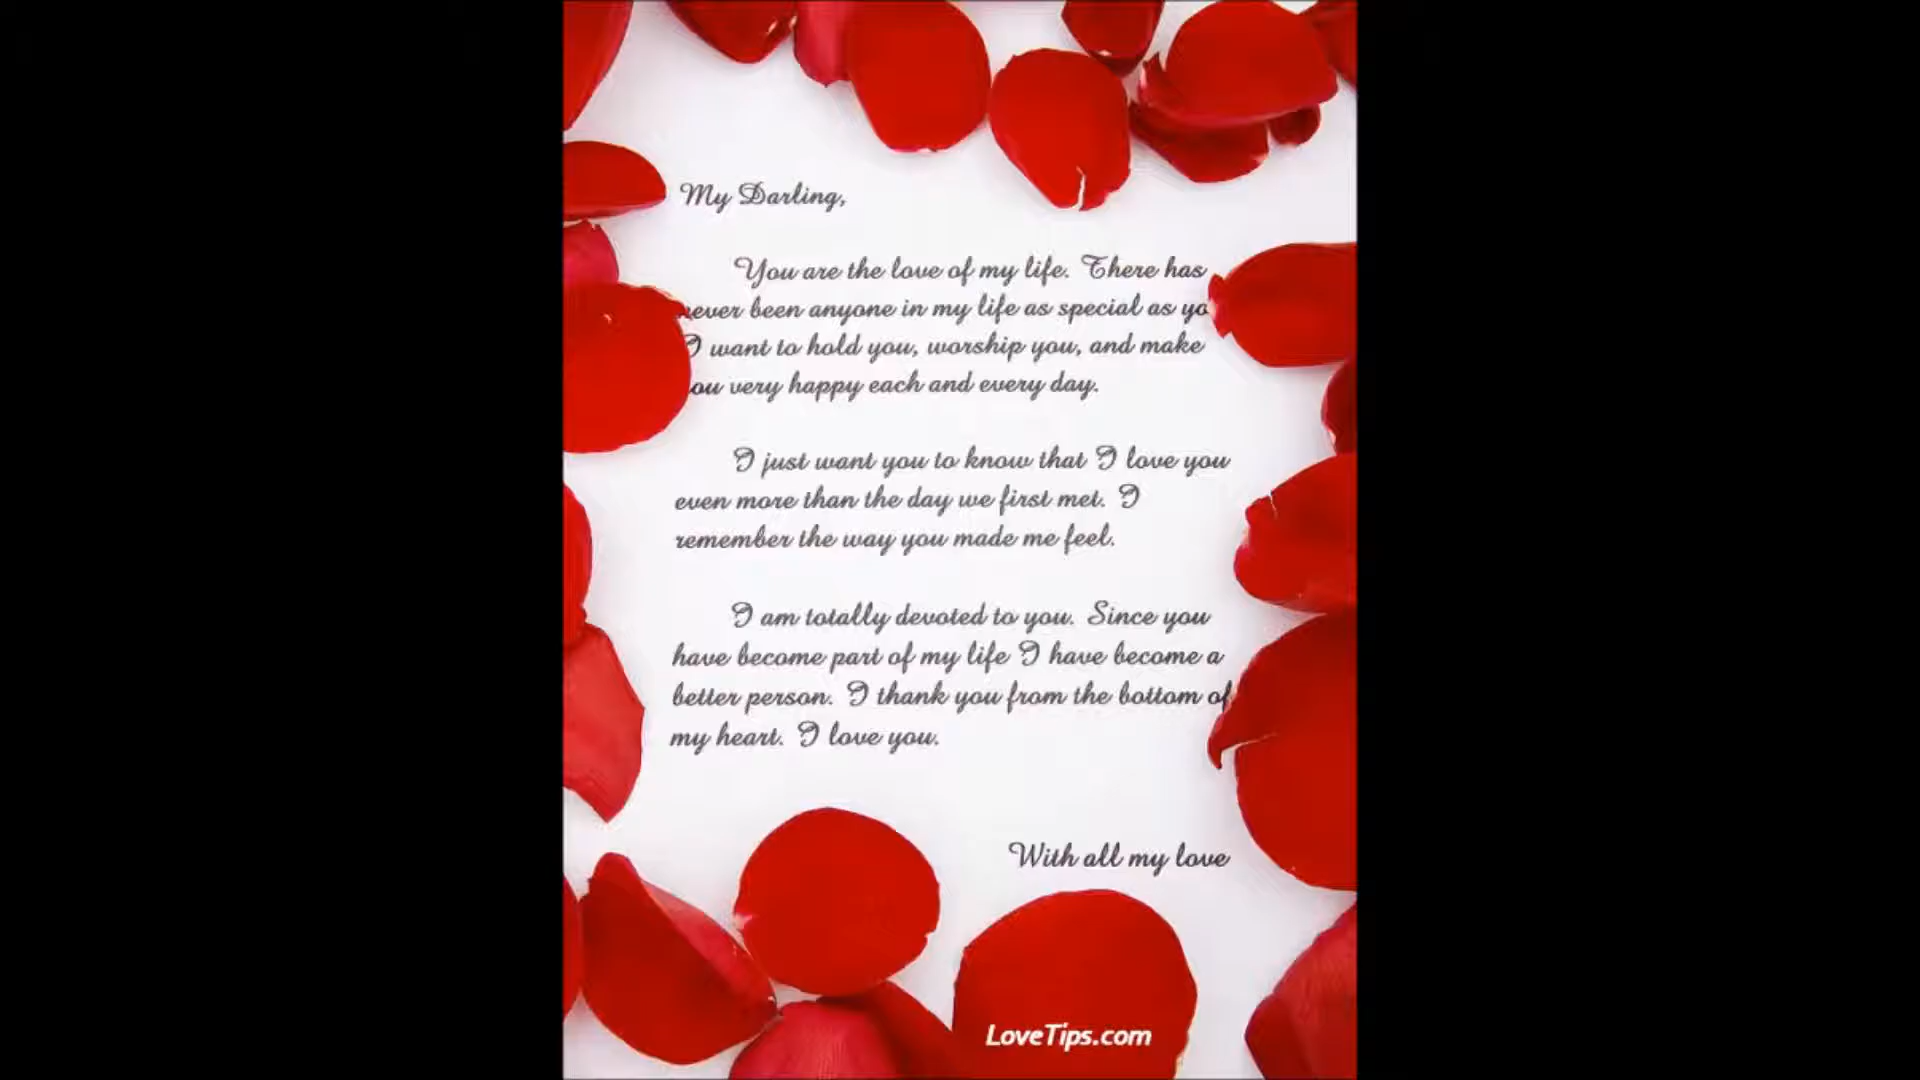 My Darling,
You are the love of my life. There has
never been anyone in my life as special as yo
I want to hold you, worship you, and make
ou very happy each and every day.
I just want you to know that I love you
even more than the day we first met. I
remember the way you made me feel.
I am totally devoted to you. Since you
have become part of my life I have become a
better person. I thank you from the bottom of
my heart. I love you.
With all my love
LoveTips.com